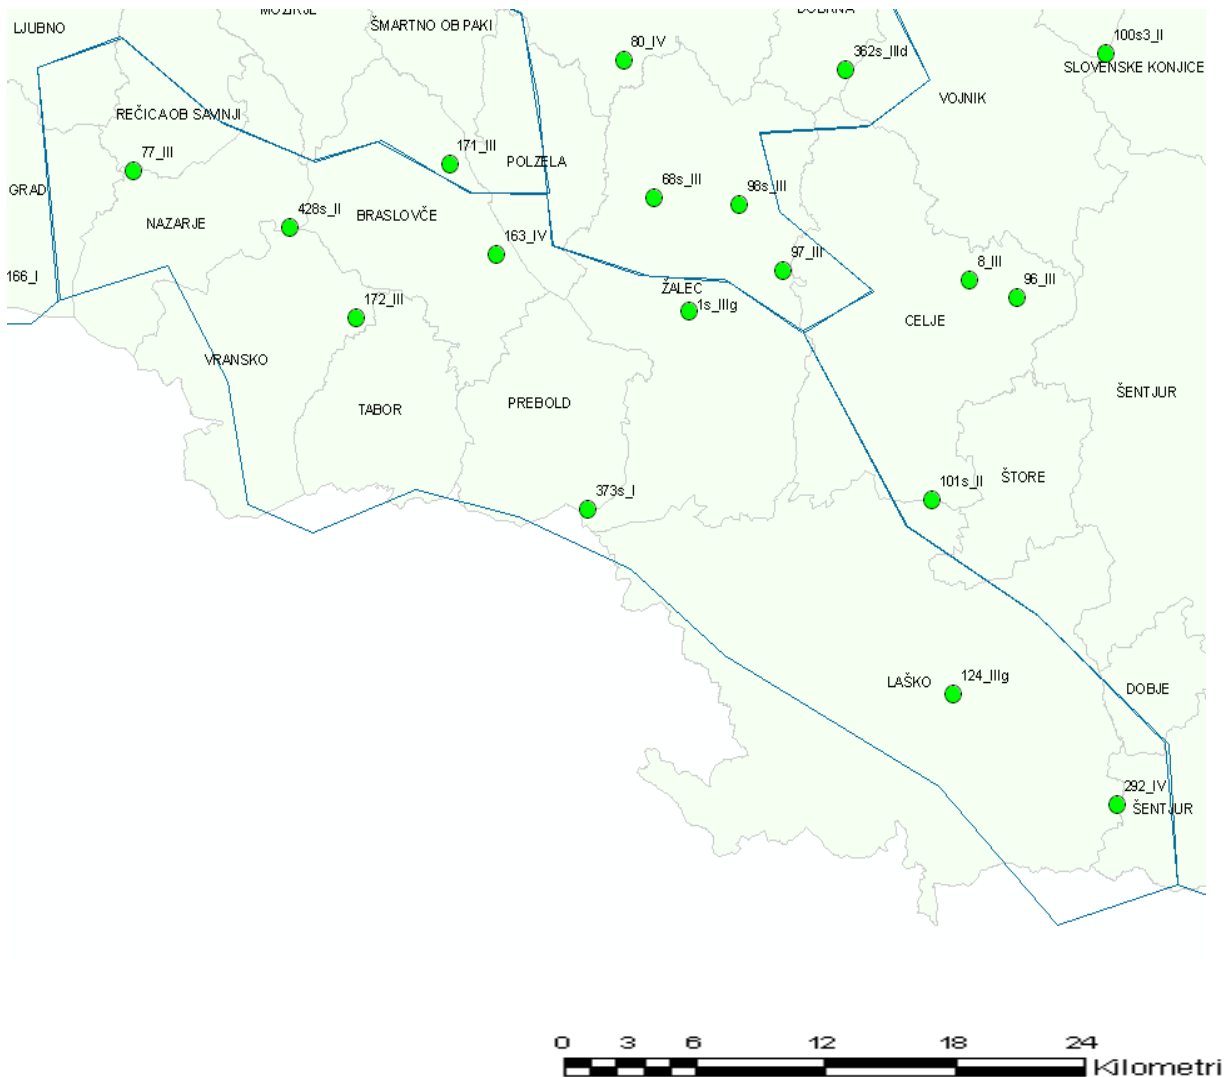 MOZIRJE
DOBRNA
LJUBNO
ŠMARTNO OB PAKI
80_IV
362s_IIId
100s3_II
SLOVENSKE KONJICE
VOJNIK
REČICA OB SAVINJI
77_III
171_III
POLZELA
GRAD
68s_III
98s_III
428s_II
BRASLOVČE
NAZARJE
163_IV
97_III
8_III
166_I
ŽALEC
96_III
172_III
1s_IIIg
CELJE
VRANSKO
ŠENTJUR
TABOR
PREBOLD
373s_I
101s_II
ŠTORE
LAŠKO
124_IIIg
DOBJE
292_IV
ŠENTJUR
0 3 6 12 18 24
Kilometri